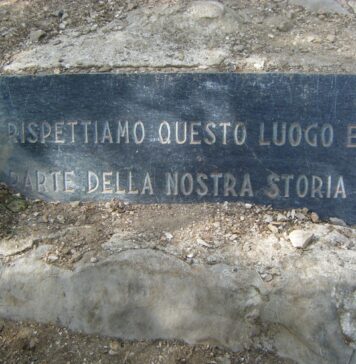 RISPETTIAMO QUESTO LUOGO E
PARTE DELLA NOSTRA STORIA